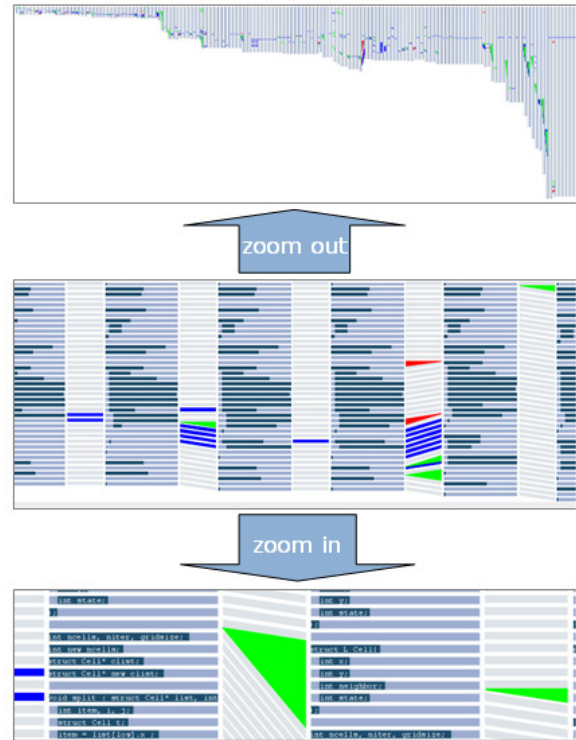 zoom out
zoom in
int state;
};
int ncells, niter, gridsize;
int new ncells;
struct Cell* clist;
struct Cell* new clist;
void split ( struct Cell* list, int
int item, i, j;
struct Cell t;
item = list[low].x ;
int y;
int state;
};
struct L Cell{
int x;
int y;
int neighbor;
int state;
};
int ncells, niter, gridsize;